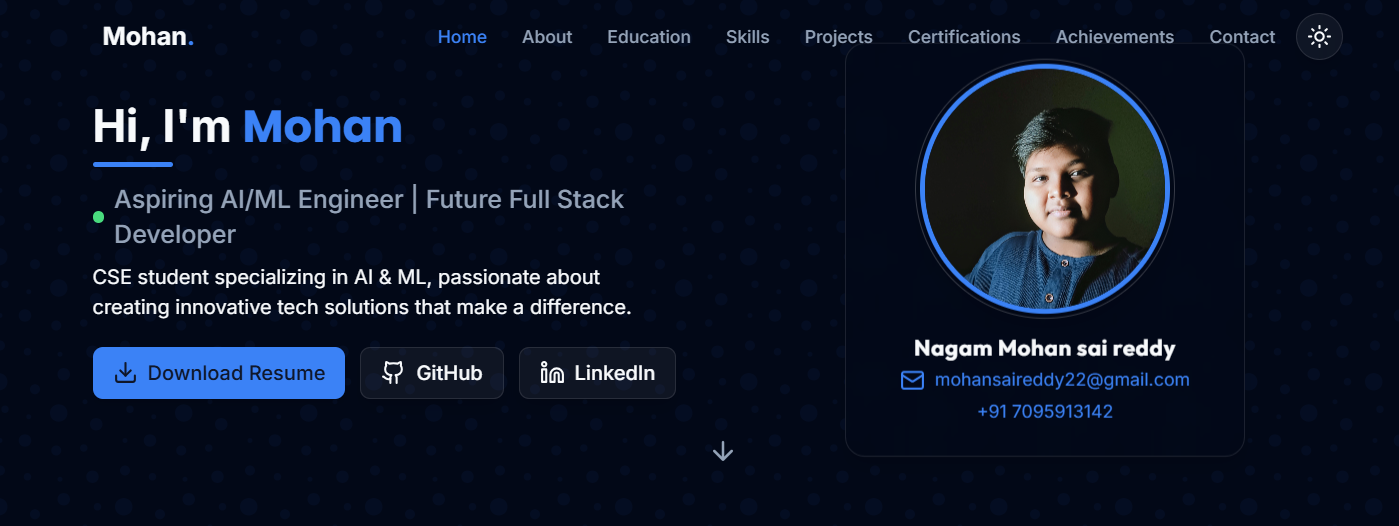 Mohan.
Home
About
Education
Skills
Projects
Certifications
Achievements
Contact
Hi, I'm Mohan
Aspiring AI/ML Engineer | Future Full Stack
Developer
CSE student specializing in AI & ML, passionate about
creating innovative tech solutions that make a difference.
Download Resume
GitHub
LinkedIn
Nagam Mohan sai reddy
mohansaireddy22@gmail.com
+91 7095913142